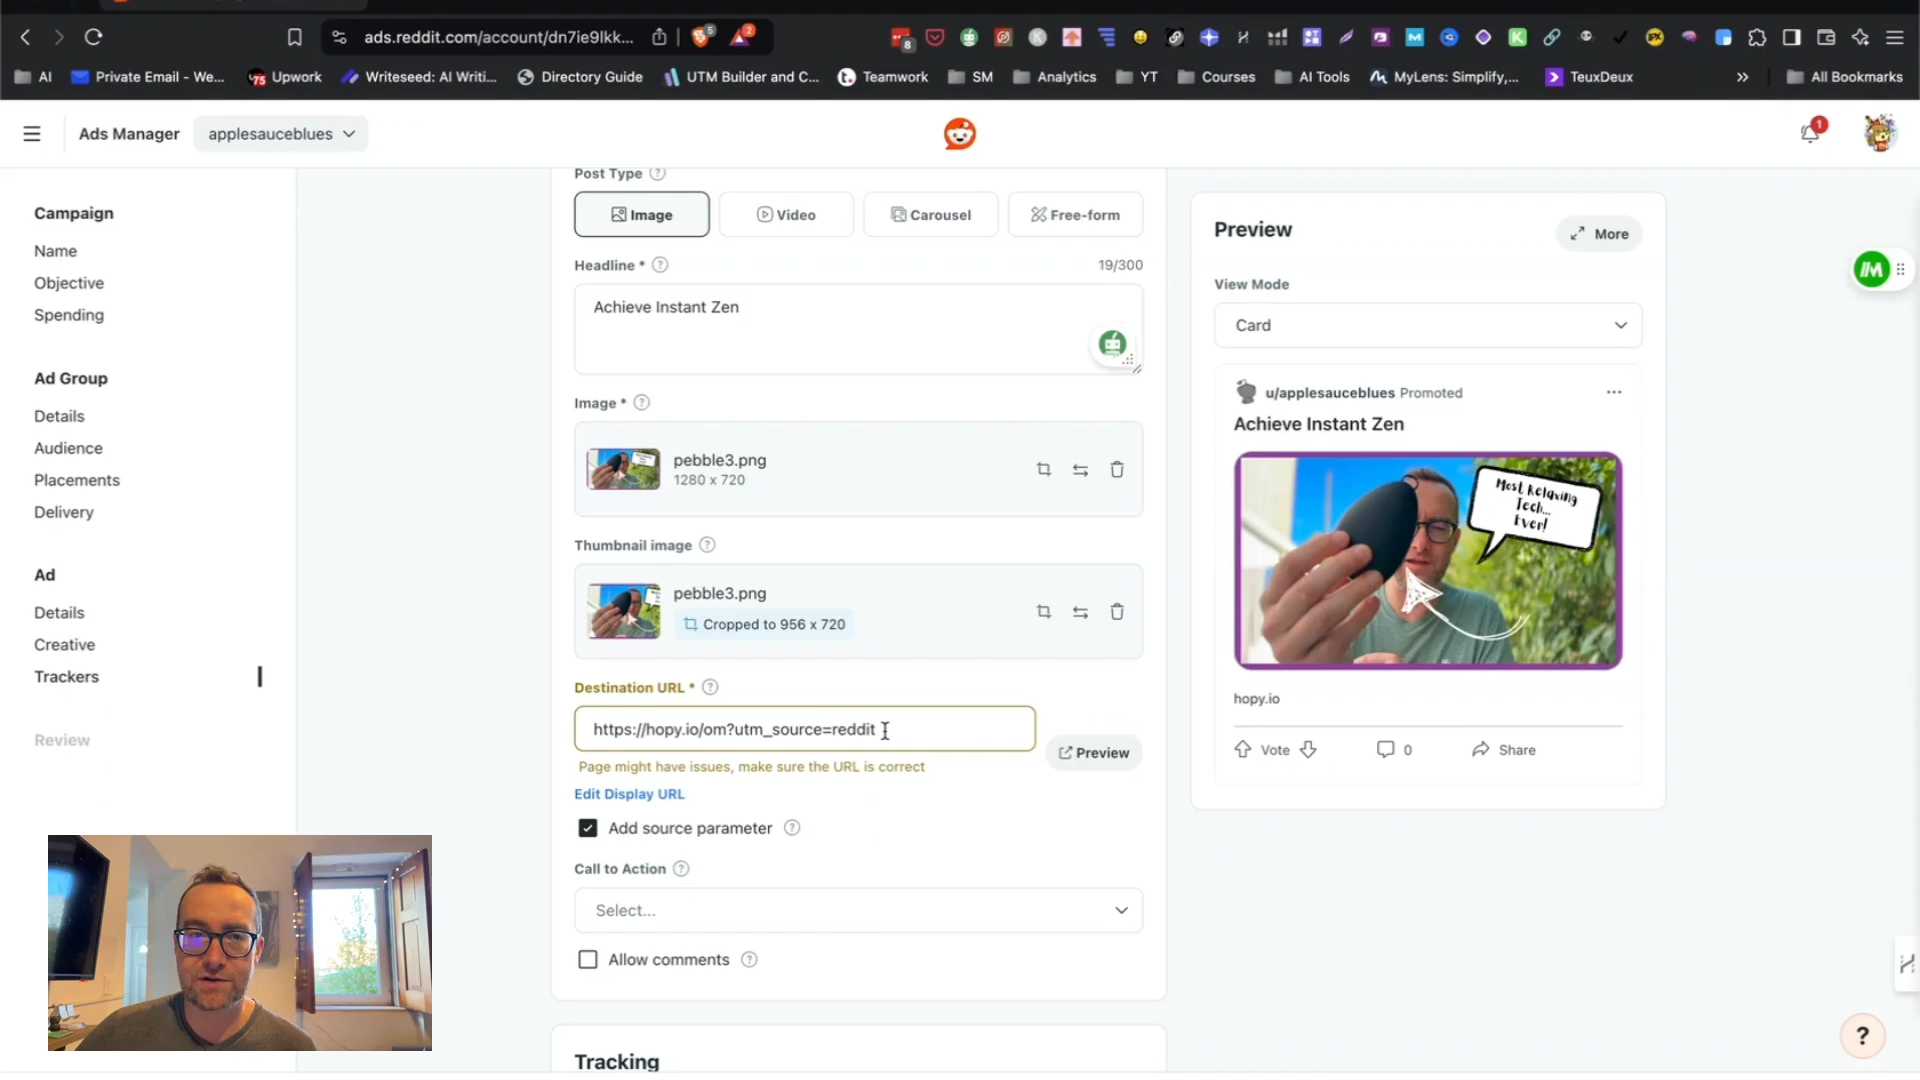 ads.reddit.com/account/dn7ie9lkk...
5
2
8
AI
Private Email - We...
Upwork
Writeseed: AI Writi...
Directory Guide
UTM Builder and C...
Teamwork
SM
Analytics
YT
Courses
AI Tools
MyLens: Simplify,...
TeuxDeux
All Bookmarks
Ads Manager
applesauceblues
1
Campaign
Name
Objective
Spending
Ad Group
Details
Audience
Placements
Delivery
Ad
Details
Creative
Trackers
Review
Post Type
Image
Video
Carousel
Free-form
Headline *
19/300
Achieve Instant Zen
Image *
pebble3.png
1280 x 720
Thumbnail image
pebble3.png
Cropped to 956 x 720
Destination URL *
https://hopy.io/om?utm_source=reddit
Preview
Page might have issues, make sure the URL is correct
Edit Display URL
Add source parameter
Call to Action
Select...
Allow comments
Tracking
Preview
More
View Mode
Card
u/applesauceblues Promoted
Achieve Instant Zen
Most Relaxing
Tech...
Ever!
hopy.io
Vote
0
Share
?